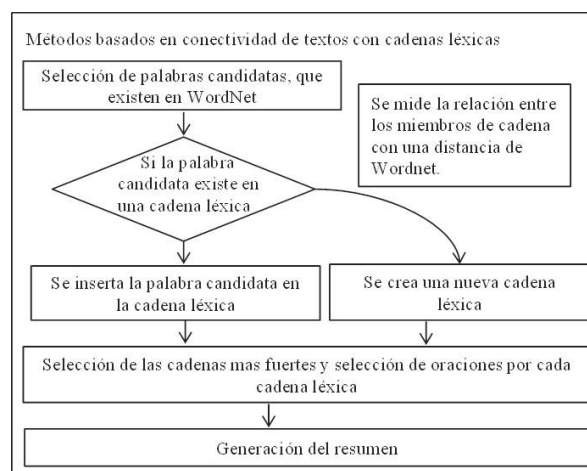 Métodos basados en conectividad de textos con cadenas léxicas
Selección de palabras candidatas, que
existen en WordNet
Se mide la relación entre
los miembros de cadena
con una distancia de
Wordnet.
Si la palabra
candidata existe en
una cadena léxica
Se inserta la palabra candidata en
la cadena léxica
Se crea una nueva cadena
léxica
Selección de las cadenas mas fuertes y selección de oraciones por cada
cadena léxica
Generación del resumen